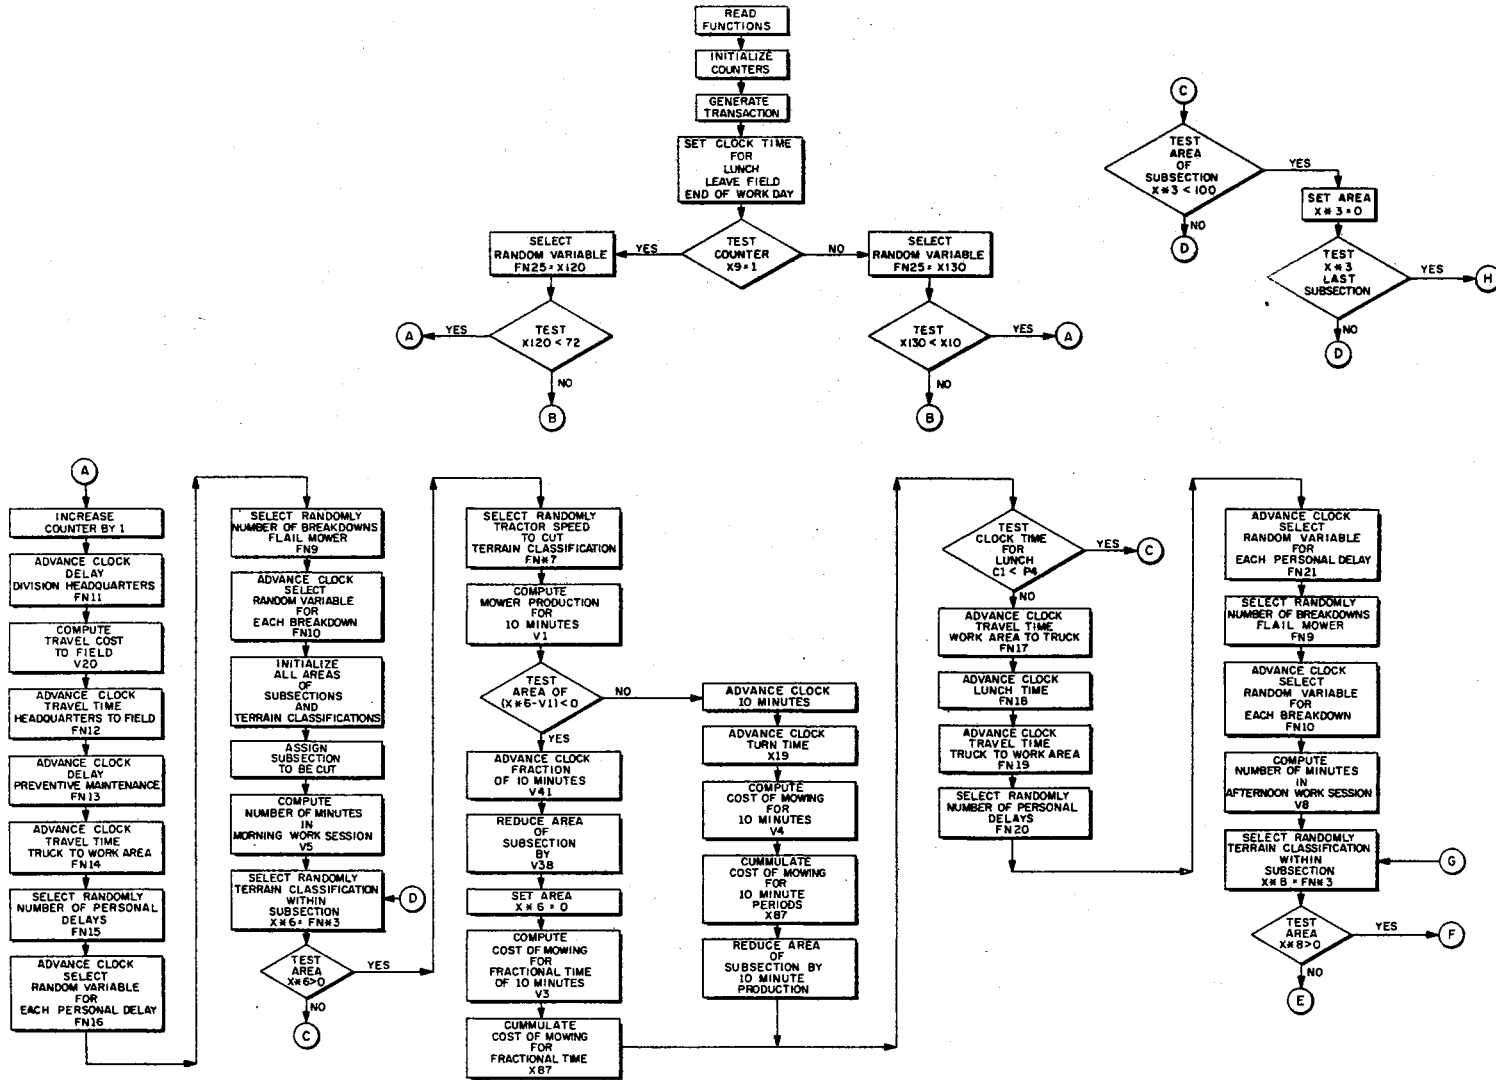 READ
FUNCTIONS
INITIALIZE
COUNTERS
GENERATE
TRANSACTION
SET CLOCK TIME
FOR
LUNCH
LEAVE FIELD
END OF WORK DAY
TEST
COUNTER
X9=1
YES
NO
SELECT
RANDOM VARIABLE
FN25=X120
TEST
X120<72
YES
A
NO
B
SELECT
RANDOM VARIABLE
FN25=X130
TEST
X130<X10
YES
A
NO
B
C
TEST
AREA
OF
SUBSECTION
X*3<100
YES
NO
D
SET AREA
X*3=0
TEST
X*3
LAST
SUBSECTION
YES
H
NO
D
A
INCREASE
COUNTER BY 1
ADVANCE CLOCK
DELAY
DIVISION HEADQUARTERS
FN11
COMPUTE
TRAVEL COST
TO FIELD
V20
ADVANCE CLOCK
TRAVEL TIME
HEADQUARTERS TO FIELD
FN12
ADVANCE CLOCK
DELAY
PREVENTIVE MAINTENANCE
FN13
ADVANCE CLOCK
TRAVEL TIME
TRUCK TO WORK AREA
FN14
SELECT RANDOMLY
NUMBER OF PERSONAL
DELAYS
FN15
ADVANCE CLOCK
SELECT
RANDOM VARIABLE
FOR
EACH PERSONAL DELAY
FN16
SELECT RANDOMLY
NUMBER OF BREAKDOWNS
FLAIL MOWER
FN9
ADVANCE CLOCK
SELECT
RANDOM VARIABLE
FOR
EACH BREAKDOWN
FN10
INITIALIZE
ALL AREAS
OF
SUBSECTIONS
AND
TERRAIN CLASSIFICATIONS
ASSIGN
SUBSECTION
TO BE CUT
COMPUTE
NUMBER OF MINUTES
IN
MORNING WORK SESSION
V5
SELECT RANDOMLY
TERRAIN CLASSIFICATION
WITHIN
SUBSECTION
X*6=FN*3
D
TEST
AREA
X*6>0
YES
NO
C
SELECT RANDOMLY
TRACTOR SPEED
TO CUT
TERRAIN CLASSIFICATION
FN*7
COMPUTE
MOWER PRODUCTION
FOR
10 MINUTES
V1
TEST
AREA OF
(X*6-V1)<0
NO
YES
ADVANCE CLOCK
FRACTION
OF 10 MINUTES
V41
REDUCE AREA
OF
SUBSECTION
BY
V38
SET AREA
X*6=0
COMPUTE
COST OF MOWING
FOR
FRACTIONAL TIME
OF 10 MINUTES
V3
CUMMULATE
COST OF MOWING
FOR
FRACTIONAL TIME
X87
ADVANCE CLOCK
10 MINUTES
ADVANCE CLOCK
TURN TIME
X19
COMPUTE
COST OF MOWING
FOR
10 MINUTES
V4
CUMMULATE
COST OF MOWING
FOR
10 MINUTE
PERIODS
X87
REDUCE AREA
OF
SUBSECTION BY
10 MINUTE
PRODUCTION
TEST
CLOCK TIME
FOR
LUNCH
C1<P4
YES
C
NO
ADVANCE CLOCK
TRAVEL TIME
WORK AREA TO TRUCK
FN17
ADVANCE CLOCK
LUNCH TIME
FN18
ADVANCE CLOCK
TRAVEL TIME
TRUCK TO WORK AREA
FN19
SELECT RANDOMLY
NUMBER OF PERSONAL
DELAYS
FN20
ADVANCE CLOCK
SELECT
RANDOM VARIABLE
FOR
EACH PERSONAL DELAY
FN21
SELECT RANDOMLY
NUMBER OF BREAKDOWNS
FLAIL MOWER
FN9
ADVANCE CLOCK
SELECT
RANDOM VARIABLE
FOR
EACH BREAKDOWN
FN10
COMPUTE
NUMBER OF MINUTES
IN
AFTERNOON WORK SESSION
V8
SELECT RANDOMLY
TERRAIN CLASSIFICATION
WITHIN
SUBSECTION
X*8=FN*3
G
TEST
AREA
X*8>0
YES
F
NO
E